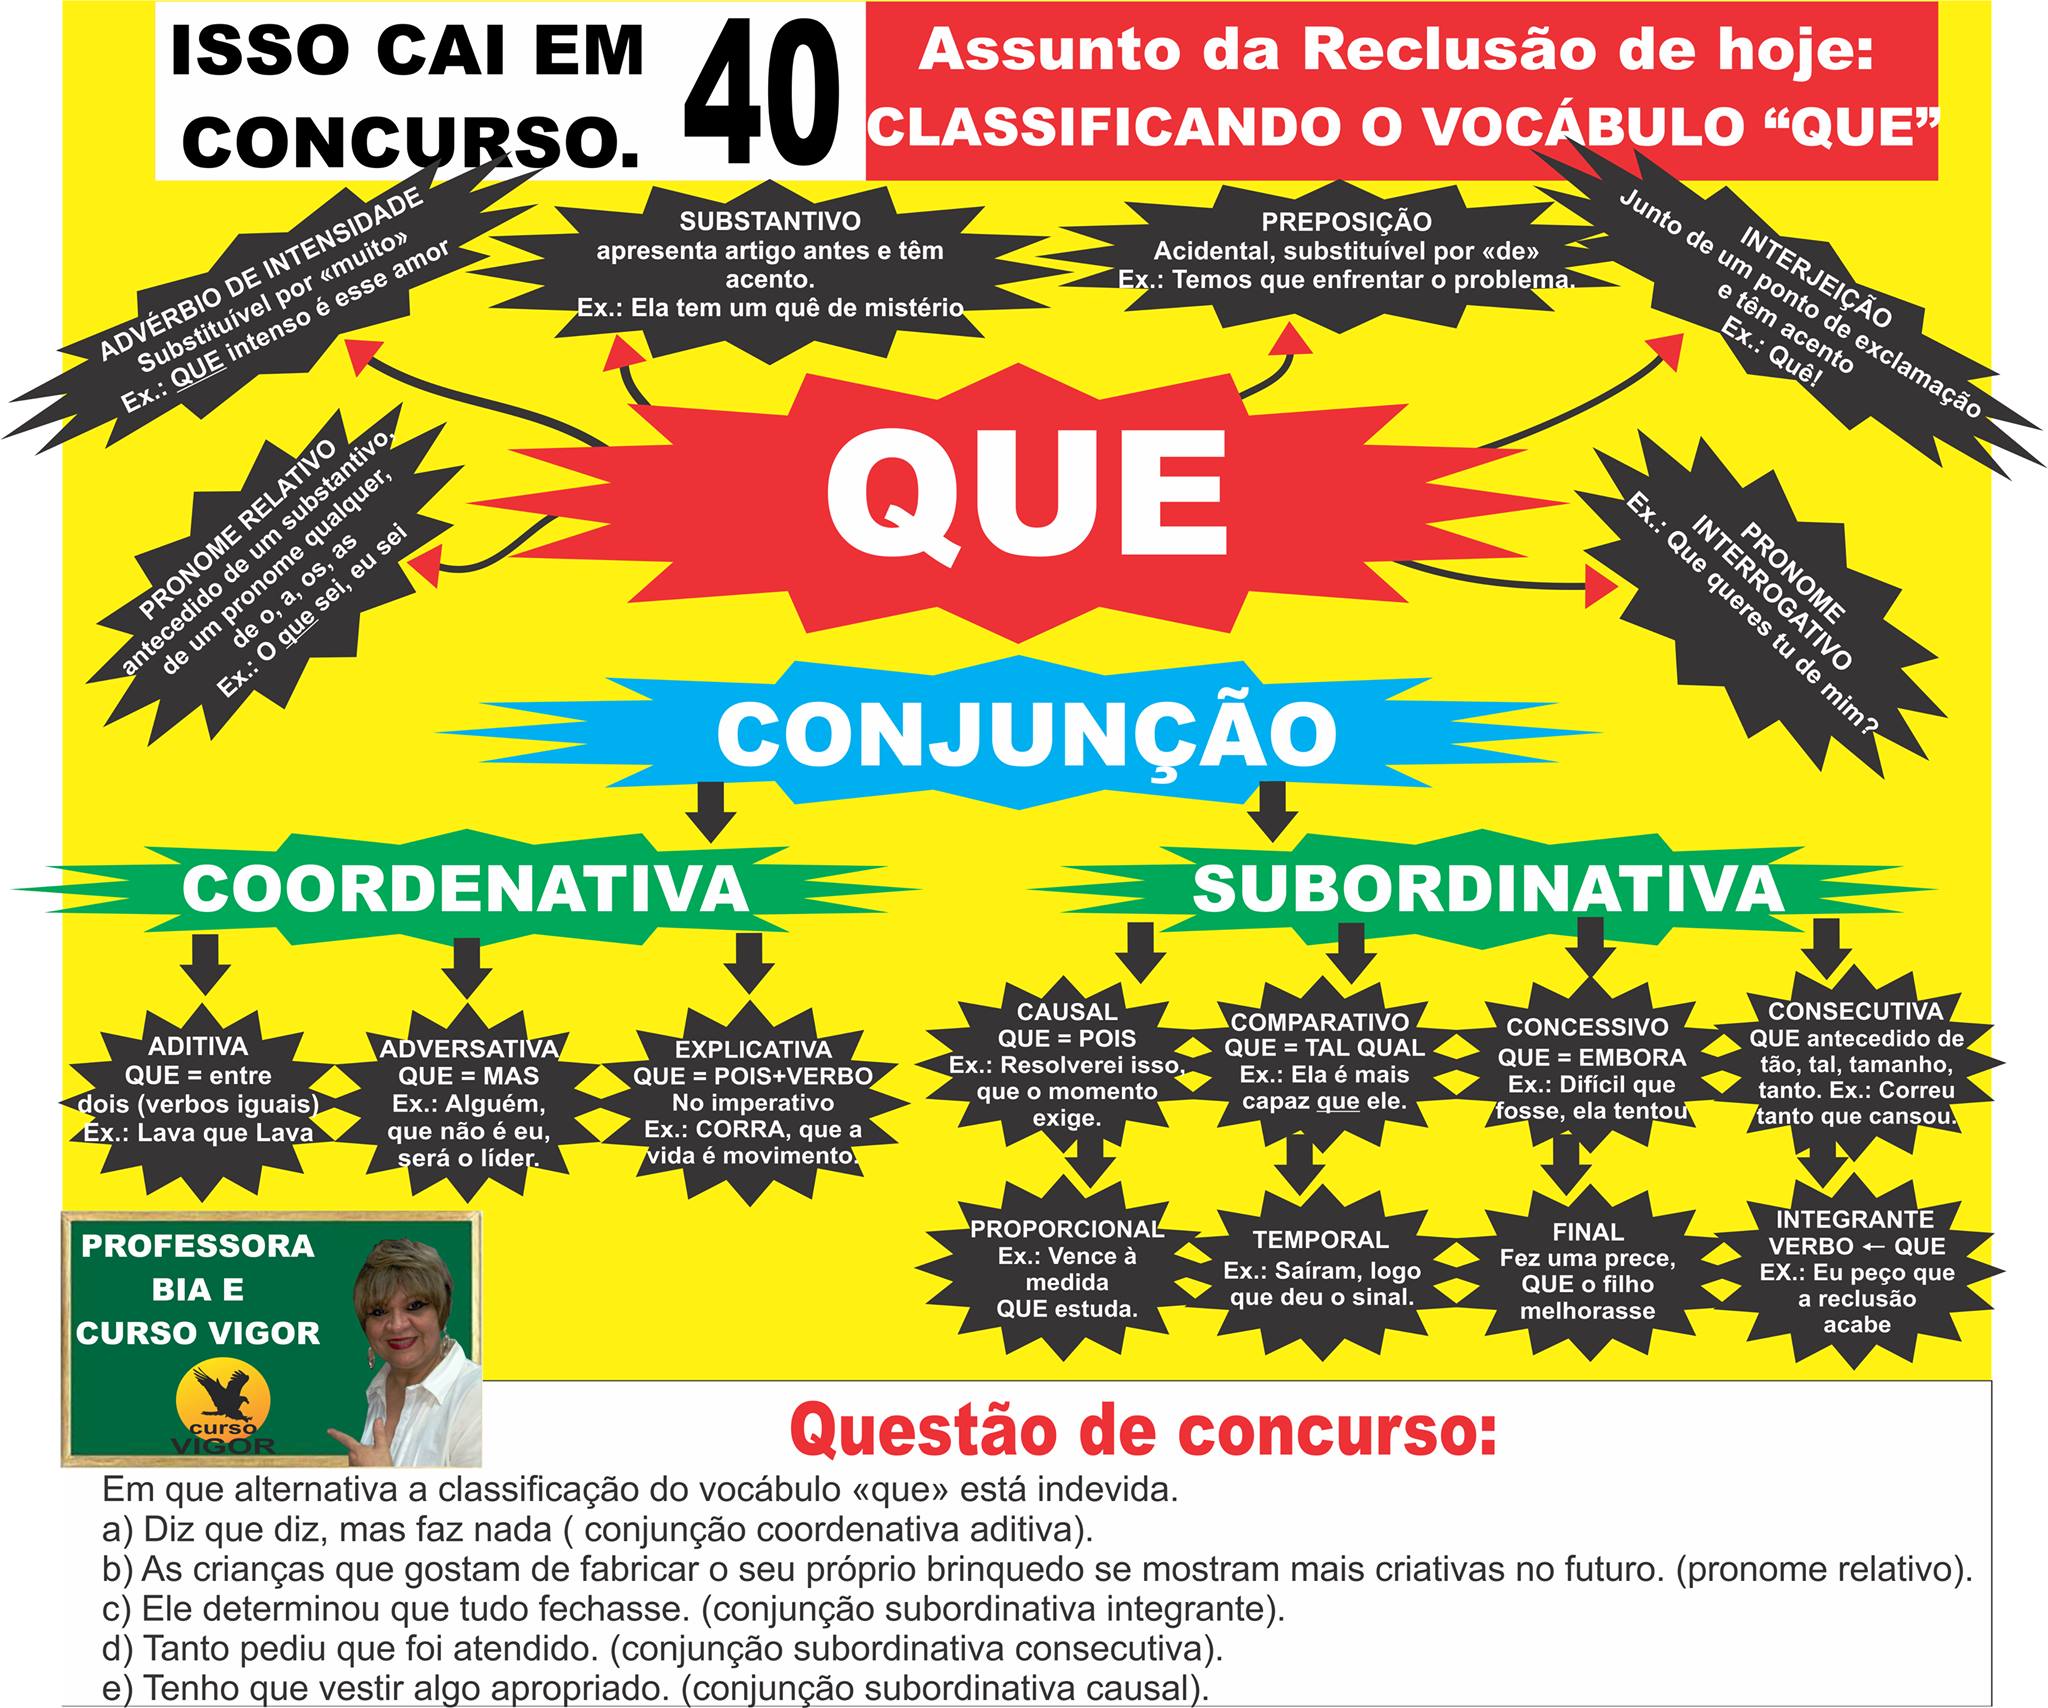 ISSO CAI EM
CONCURSO.
40
Assunto da Reclusão de hoje:
CLASSIFICANDO O VOCÁBULO “QUE”
ADVÉRBIO DE INTENSIDADE
Substituível por «muito»
Ex.: QUE intenso é esse amor
SUBSTANTIVO
apresenta artigo antes e têm
acento.
Ex.: Ela tem um quê de mistério
PREPOSIÇÃO
Acidental, substituível por «de»
Ex.: Temos que enfrentar o problema.
INTERJEIÇÃO
Junto de um ponto de exclamação
e têm acento
Ex.: Quê!
PRONOME RELATIVO
antecedido de um substantivo.
de um pronome qualquer,
de o, a, os, as
Ex.: O que sei, eu sei
QUE
PRONOME
INTERROGATIVO
Ex.: Que queres tu de mim?
CONJUNÇÃO
COORDENATIVA
SUBORDINATIVA
ADITIVA
QUE = entre
dois (verbos iguais)
Ex.: Lava que Lava
ADVERSATIVA
QUE = MAS
Ex.: Alguém,
que não é eu,
será o líder.
EXPLICATIVA
QUE = POIS+VERBO
No imperativo
Ex.: CORRA, que a
vida é movimento.
CAUSAL
QUE = POIS
Ex.: Resolverei isso,
que o momento
exige.
COMPARATIVO
QUE = TAL QUAL
Ex.: Ela é mais
capaz que ele.
CONCESSIVO
QUE = EMBORA
Ex.: Difícil que
fosse, ela tentou
CONSECUTIVA
QUE antecedido de
tão, tal, tamanho,
tanto. Ex.: Correu
tanto que cansou.
PROPORCIONAL
Ex.: Vence à
medida
QUE estuda.
TEMPORAL
Ex.: Saíram, logo
que deu o sinal.
FINAL
Fez uma prece,
QUE o filho
melhorasse
INTEGRANTE
VERBO ← QUE
EX.: Eu peço que
a reclusão
acabe
PROFESSORA
BIA E
CURSO VIGOR
curso
VIGOR
Questão de concurso:
Em que alternativa a classificação do vocábulo «que» está indevida.
a) Diz que diz, mas faz nada ( conjunção coordenativa aditiva).
b) As crianças que gostam de fabricar o seu próprio brinquedo se mostram mais criativas no futuro. (pronome relativo).
c) Ele determinou que tudo fechasse. (conjunção subordinativa integrante).
d) Tanto pediu que foi atendido. (conjunção subordinativa consecutiva).
e) Tenho que vestir algo apropriado. (conjunção subordinativa causal).